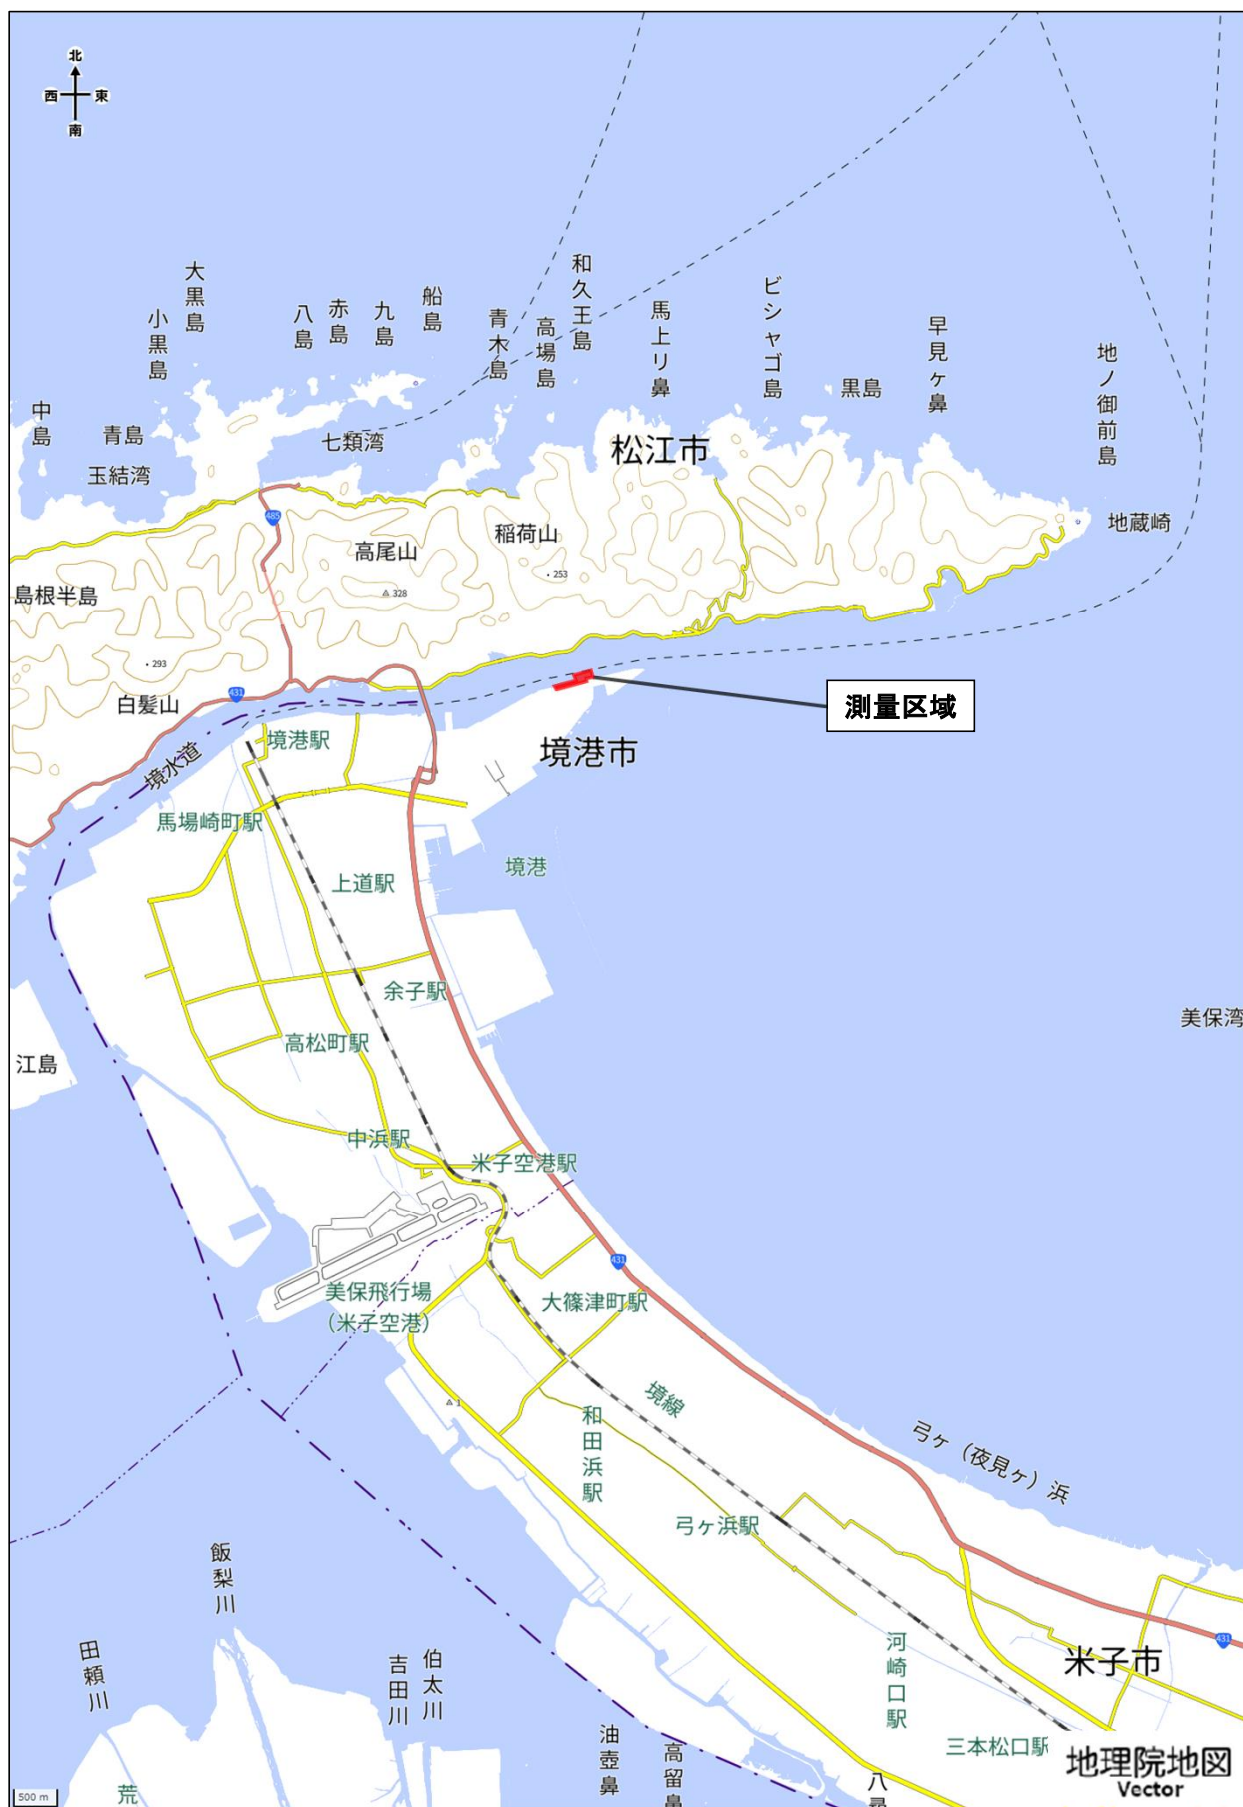 北
西
東
南
大黒島
小黒島
八島
赤島
九島
船島
青木島
高場島
和久王島
馬上リ鼻
ビシャゴ島
黒島
早見ヶ鼻
地ノ御前島
中島
青島
玉結湾
七類湾
松江市
485
高尾山
稲荷山
253
328
地蔵崎
島根半島
293
白髪山
431
測量区域
境港駅
境水道
境港市
馬場崎町駅
上道駅
境港
余子駅
高松町駅
江島
美保湾
中浜駅
米子空港駅
美保飛行場
（米子空港）
431
大篠津町駅
1
境線
和田浜駅
弓ヶ（夜見ヶ）浜
弓ヶ浜駅
飯梨川
田頼川
吉田川
伯太川
河崎口駅
431
米子市
油壺鼻
高留鼻
三本松口駅
荒
八尋
500 m
地理院地図
Vector